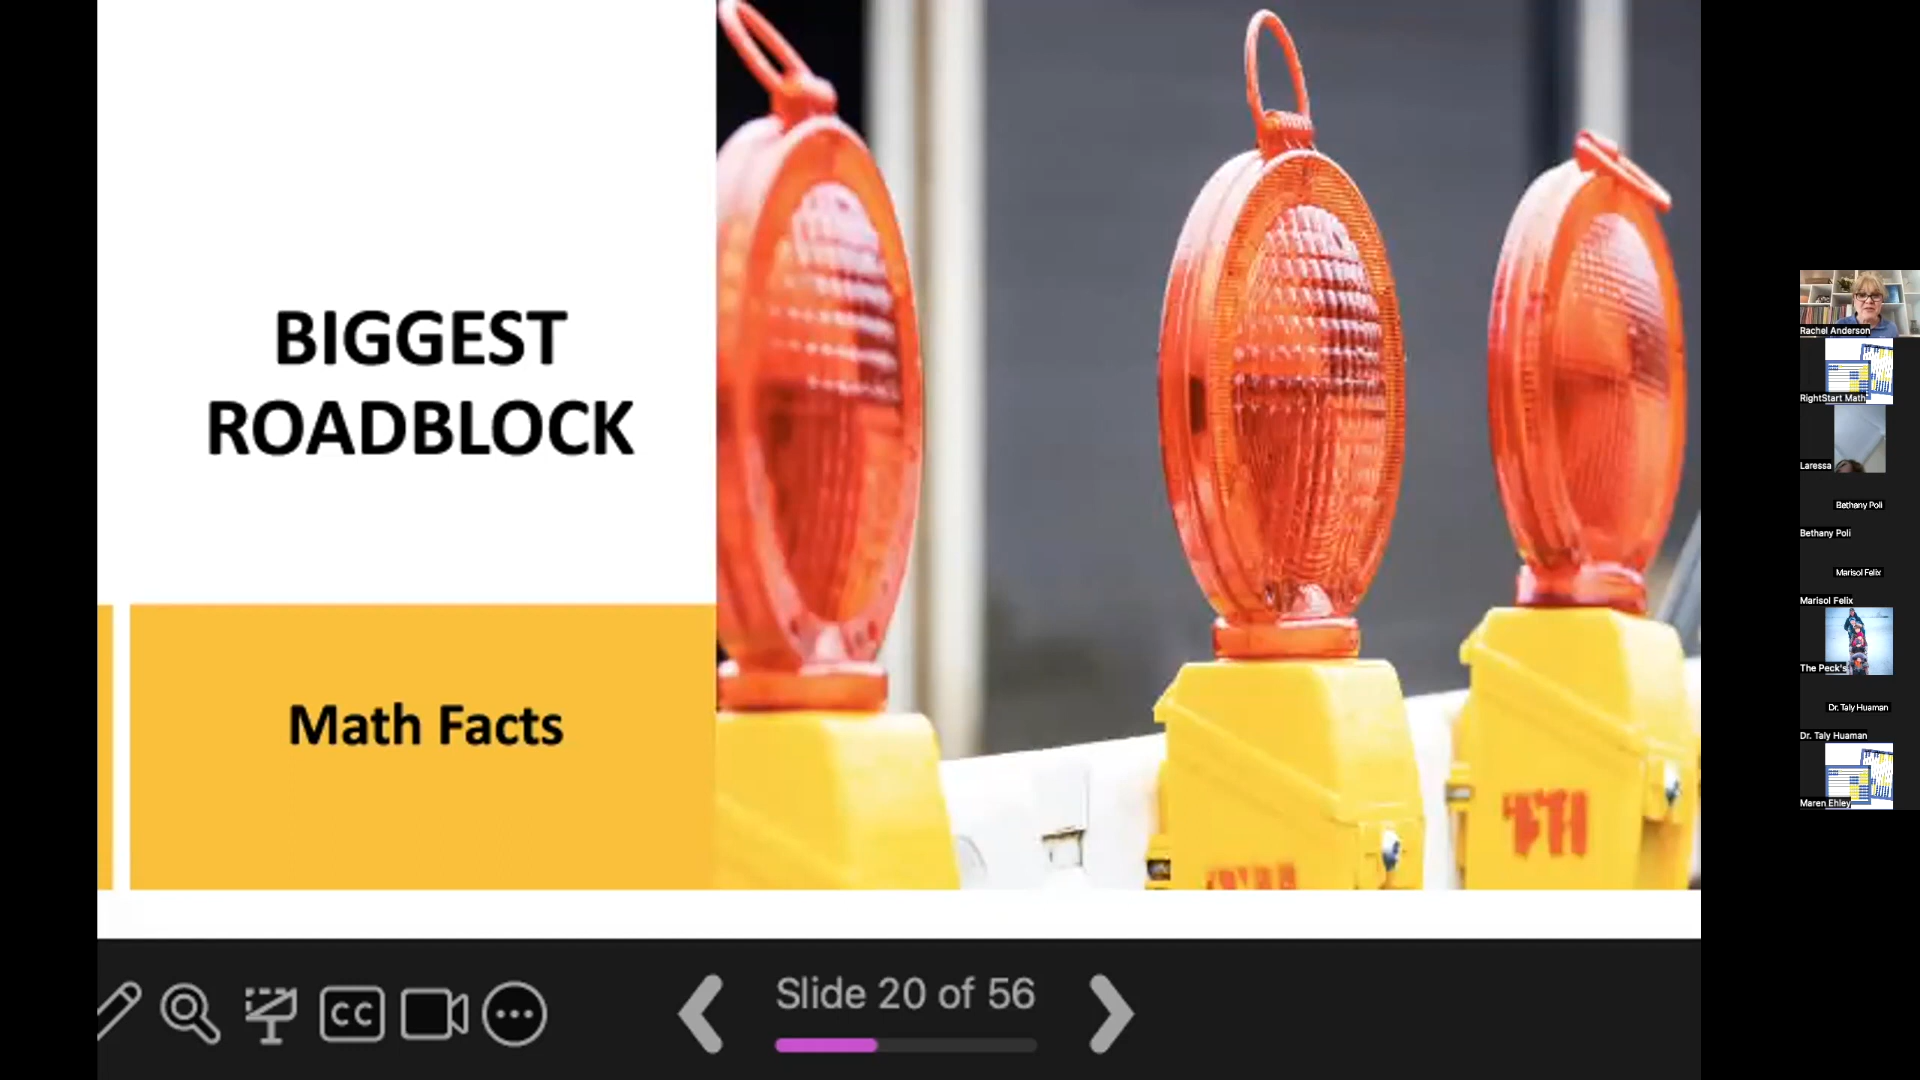 BIGGEST
ROADBLOCK
Math Facts
CC
Slide 20 of 56
Rachel Anderson
RightStart Math
Laressa
Bethany Poli
Bethany Poli
Marisol Felix
Marisol Felix
The Peck's
Dr. Taly Huaman
Dr. Taly Huaman
Maren Ehley